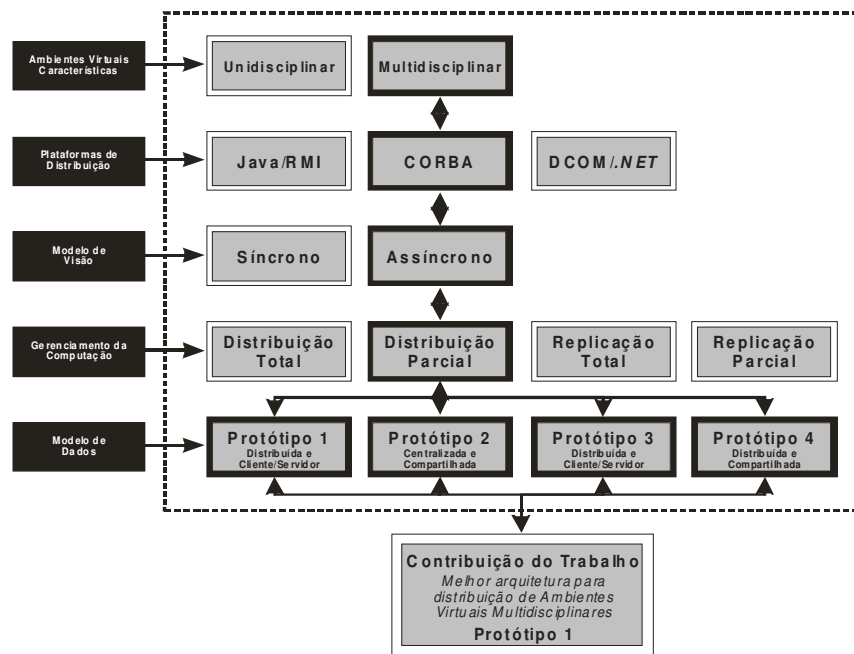 Ambientes Virtuais
Características
Unidisciplinar
Multidisciplinar
Plataformas de
Distribuição
Java/RMI
CORBA
DCOM/.NET
Modelo de
Visão
Síncrono
Assíncrono
Gerenciamento da
Computação
Distribuição
Total
Distribuição
Parcial
Replicação
Total
Replicação
Parcial
Modelo de
Dados
Protótipo 1
Distribuída e
Cliente/Servidor
Protótipo 2
Centralizada e
Compartilhada
Protótipo 3
Distribuída e
Cliente/Servidor
Protótipo 4
Distribuída e
Compartilhada
Contribuição do Trabalho
Melhor arquitetura para
distribuição de Ambientes
Virtuais Multidisciplinares
Protótipo 1